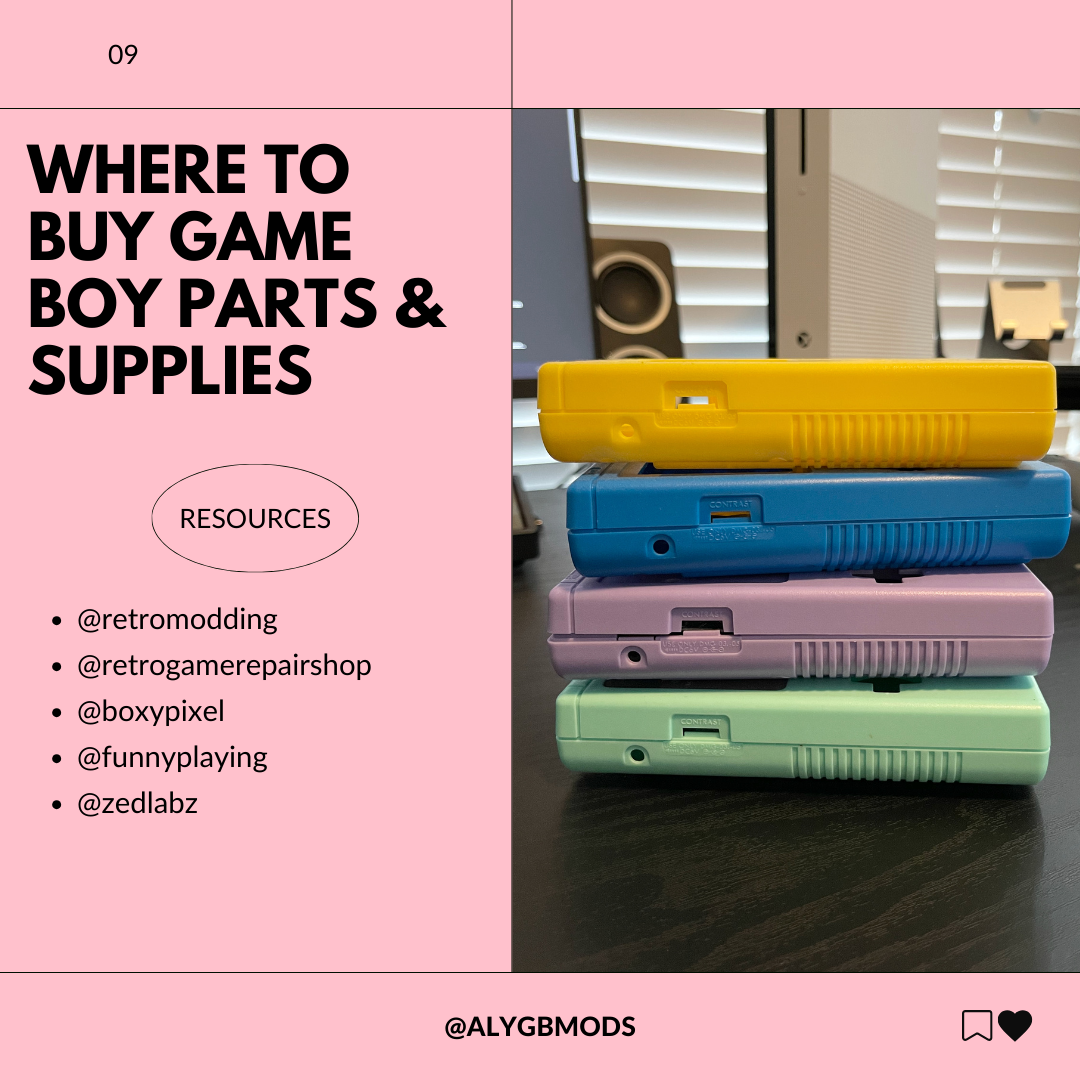 09
WHERE TO
BUY GAME
BOY PARTS &
SUPPLIES
RESOURCES
@retromodding
@retrogamerepairshop
@boxypixel
@funnyplaying
@zedlabz
CONTRAST
CONTRAST
CONTRAST
@ALYGBMODS